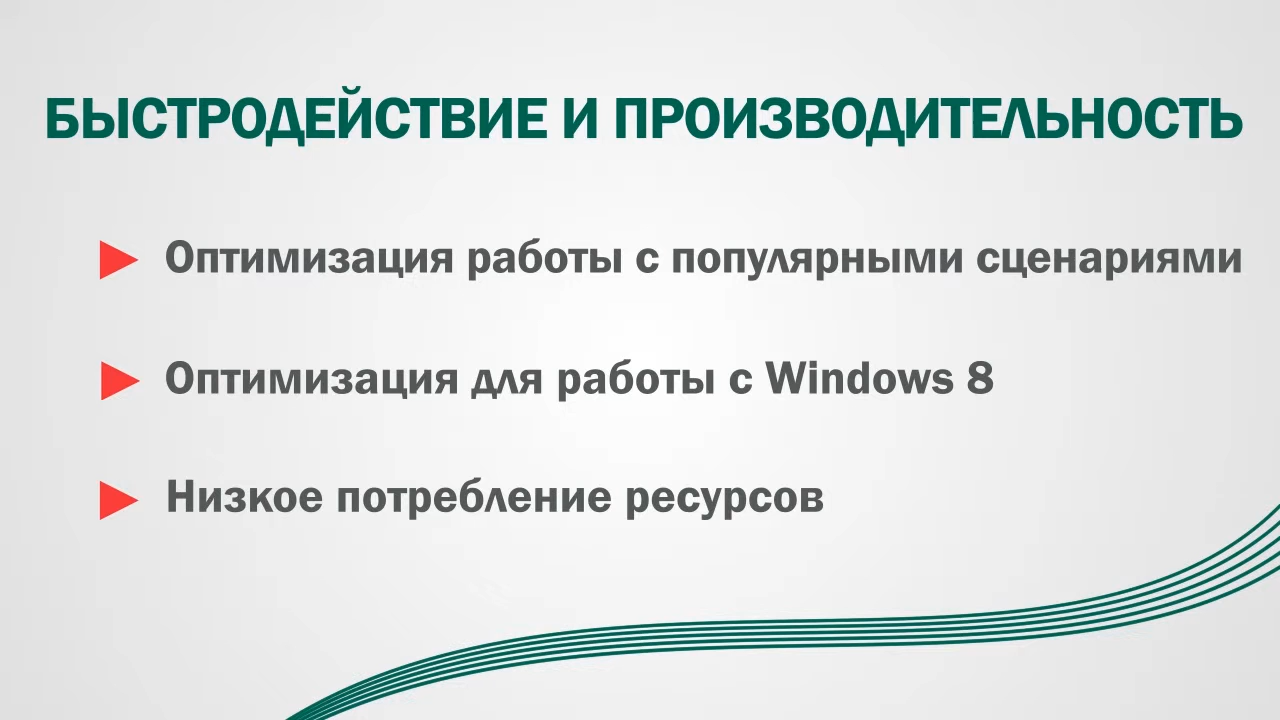 БЫСТРОДЕЙСТВИЕ И ПРОИЗВОДИТЕЛЬНОСТЬ
Оптимизация работы с популярными сценариями
Оптимизация для работы с Windows 8
Низкое потребление ресурсов